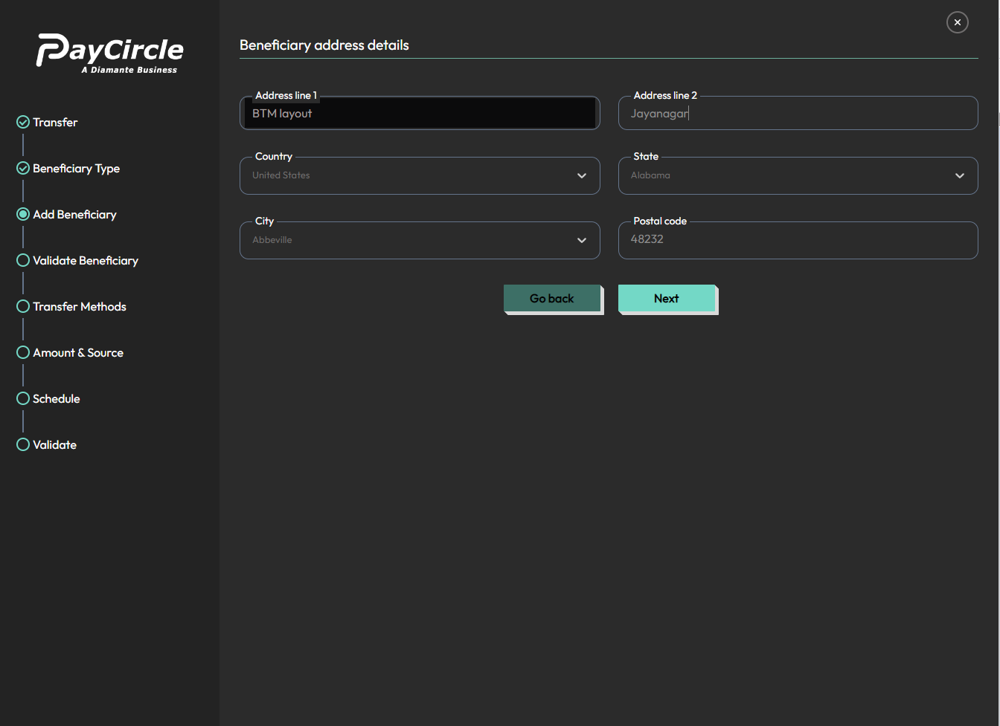 PayCircle
A Diamante Business
Transfer
Beneficiary Type
Add Beneficiary
Validate Beneficiary
Transfer Methods
Amount & Source
Schedule
Validate
Beneficiary address details
Address line 1
BTM layout
Address line 2
Jayanagar
Country
United States
State
Alabama
City
Abbeville
Postal code
48232
Go back
Next